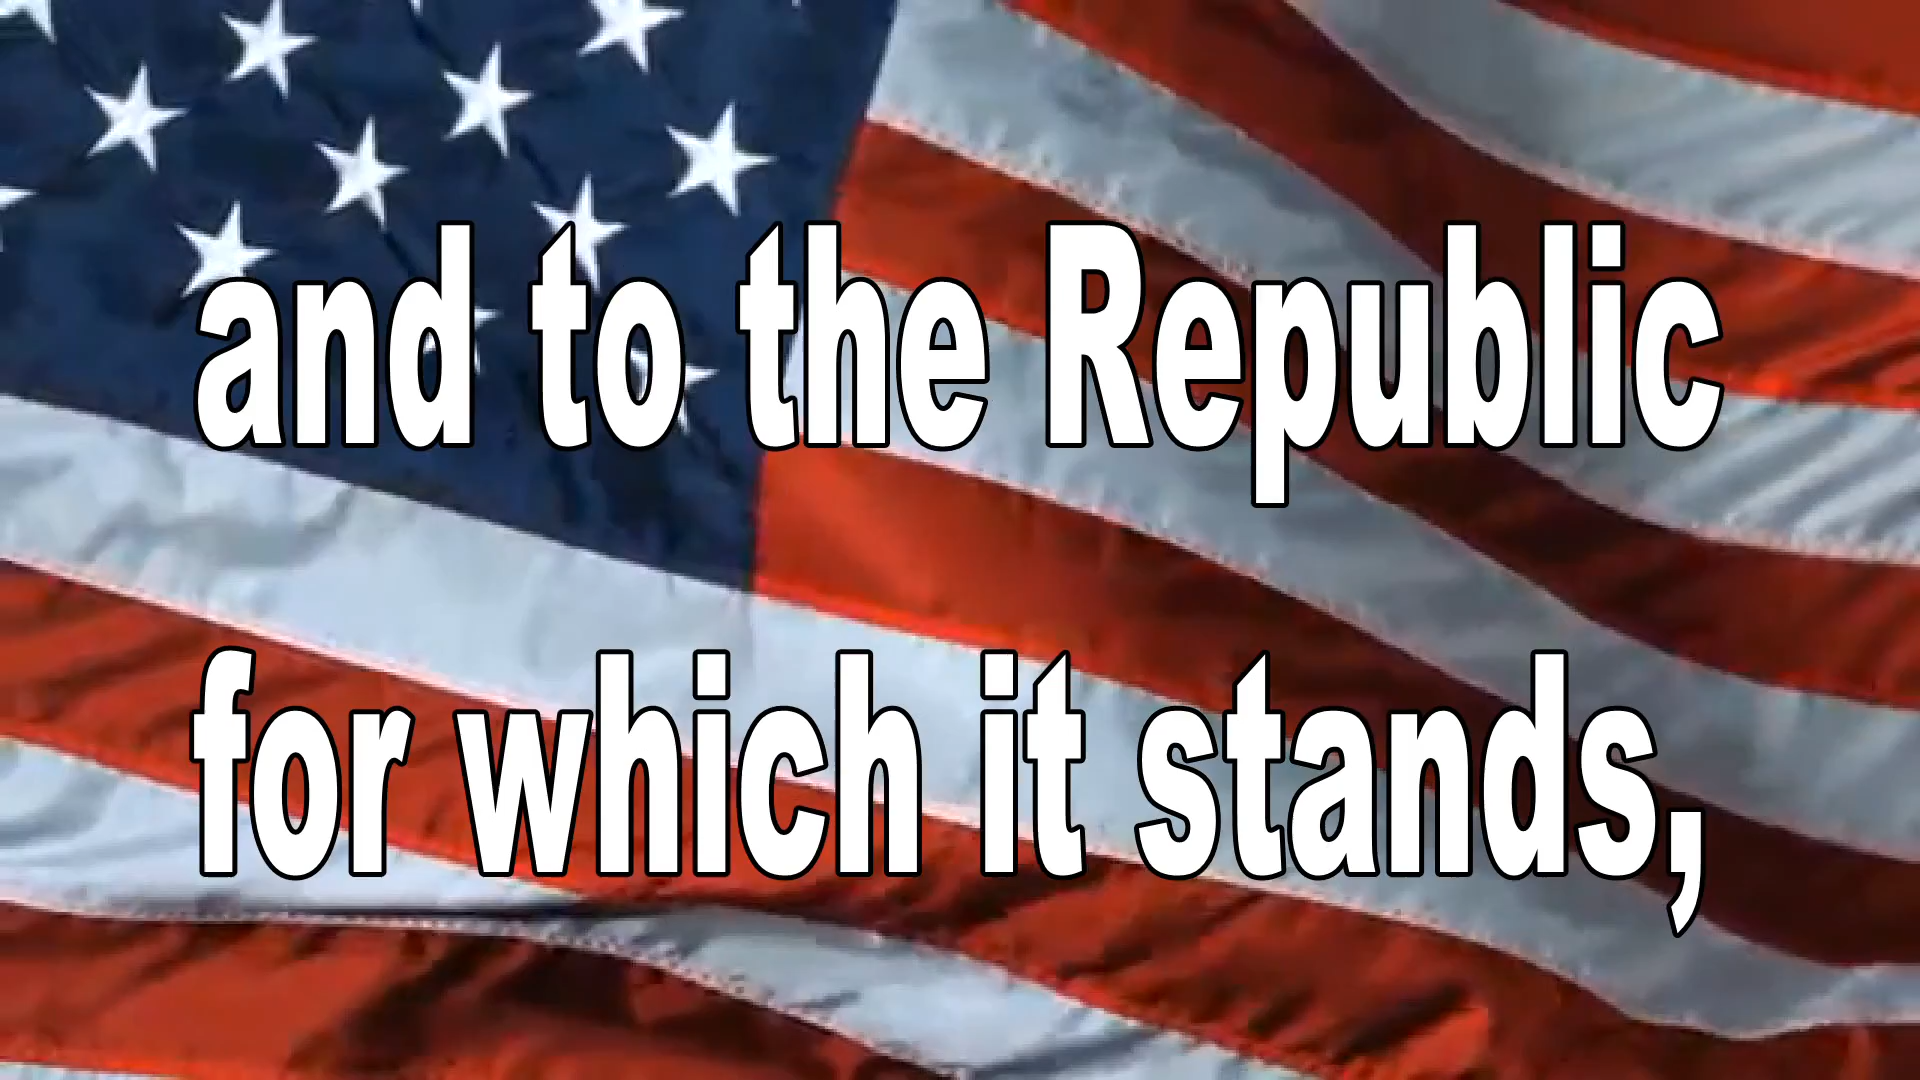 and to the Republic
for which it stands,